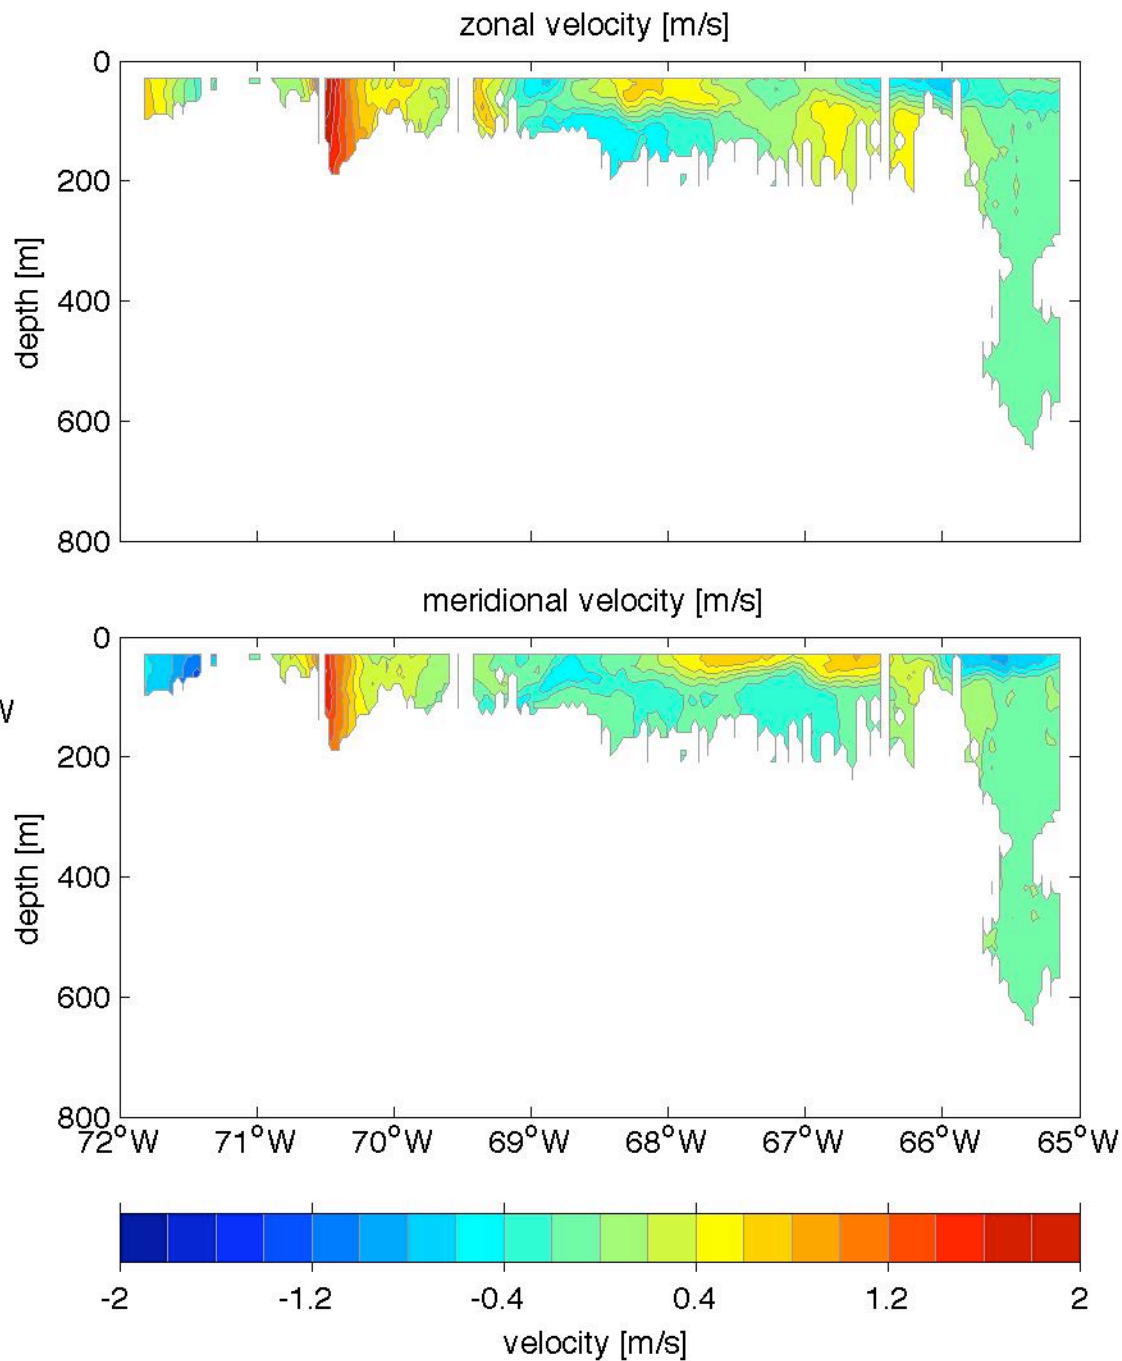 zonal velocity [m/s]
0
200
400
600
800
depth [m]
meridional velocity [m/s]
W
0
200
400
600
800
depth [m]
72°W 71°W 70°W 69°W 68°W 67°W 66°W 65°W
-2 -1.2 -0.4 0.4 1.2 2
velocity [m/s]